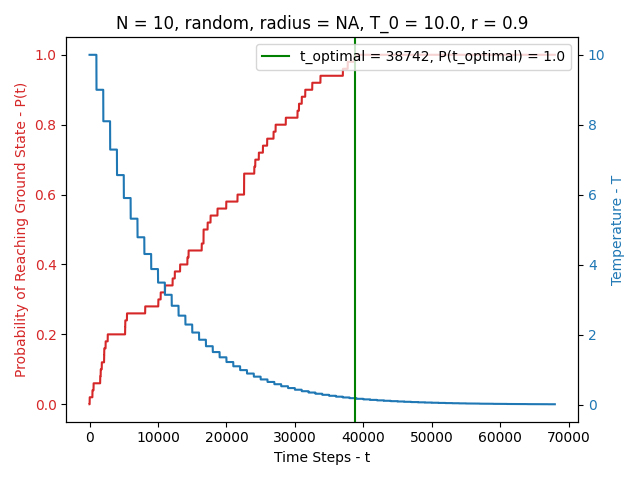 N = 10, random, radius = NA, T_0 = 10.0, r = 0.9
t_optimal = 38742, P(t_optimal) = 1.0
Probability of Reaching Ground State - P(t)
1.0
0.8
0.6
0.4
0.2
0.0
10
8
6
4
2
0
Temperature - T
0 10000 20000 30000 40000 50000 60000 70000
Time Steps - t